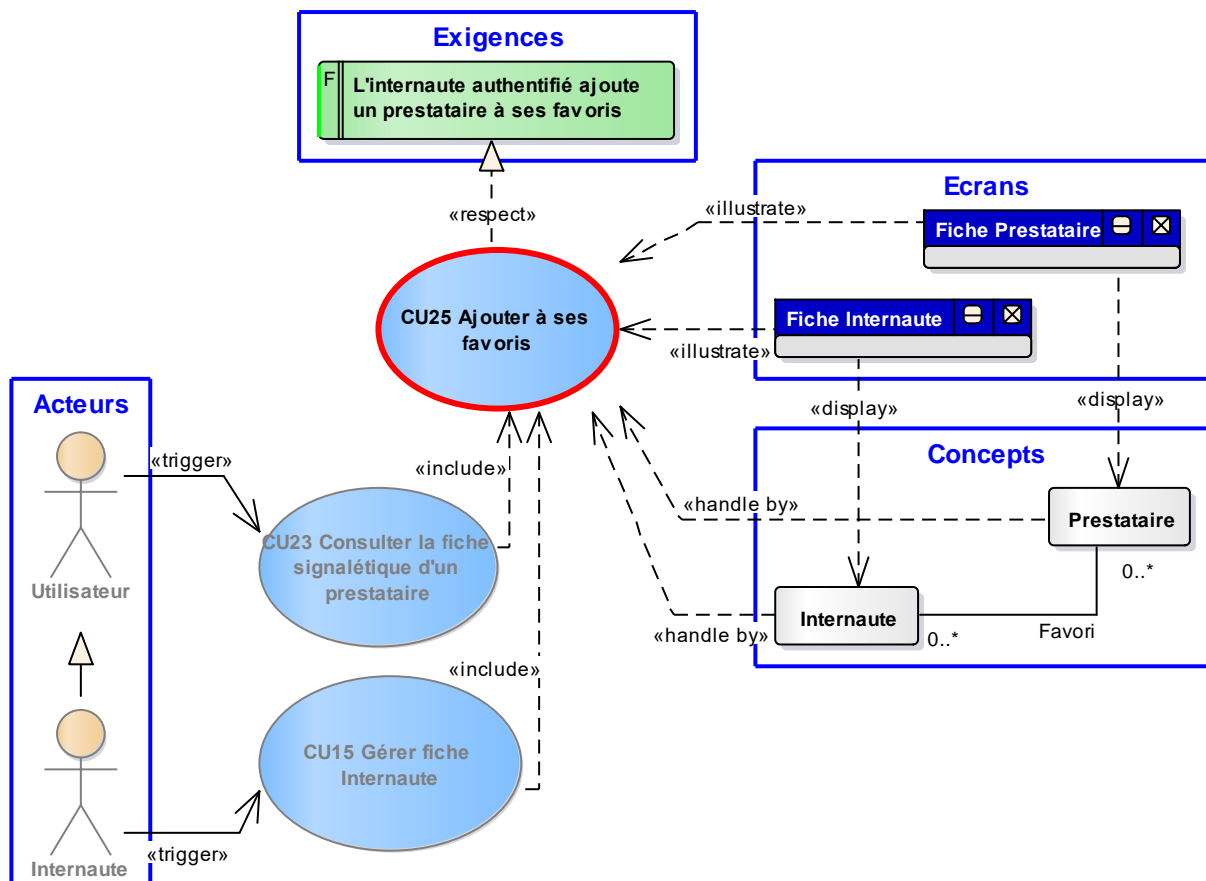 Exigences
F
L'internaute authentifié ajoute
un prestataire à ses favoris
«respect»
«illustrate»
Ecrans
Fiche Prestataire
CU25 Ajouter à ses
favoris
Fiche Internaute
«illustrate»
Acteurs
«display»
«display»
«trigger»
«include»
Concepts
«handle by»
Prestataire
CU23 Consulter la fiche
signalétique d'un
prestataire
Utilisateur
0..*
Internaute
«handle by»
0..*
Favori
«include»
CU15 Gérer fiche
Internaute
«trigger»
Internaute